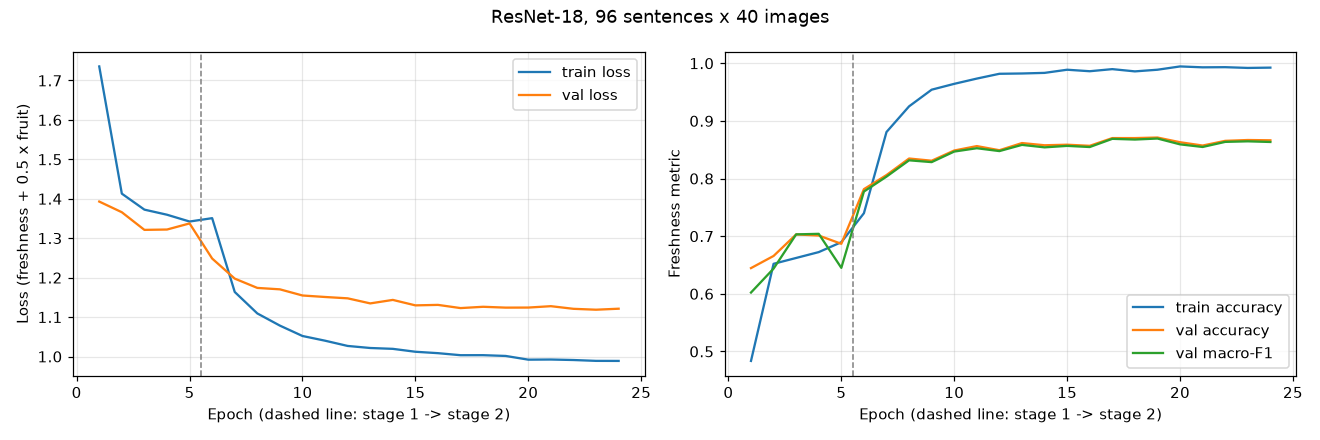 ResNet-18, 96 sentences x 40 images
Loss (freshness + 0.5 x fruit)
1.7
1.6
1.5
1.4
1.3
1.2
1.1
1.0
train loss
val loss
0 5 10 15 20 25
Epoch (dashed line: stage 1 -> stage 2)
Freshness metric
1.0
0.9
0.8
0.7
0.6
0.5
train accuracy
val accuracy
val macro-F1
0 5 10 15 20 25
Epoch (dashed line: stage 1 -> stage 2)